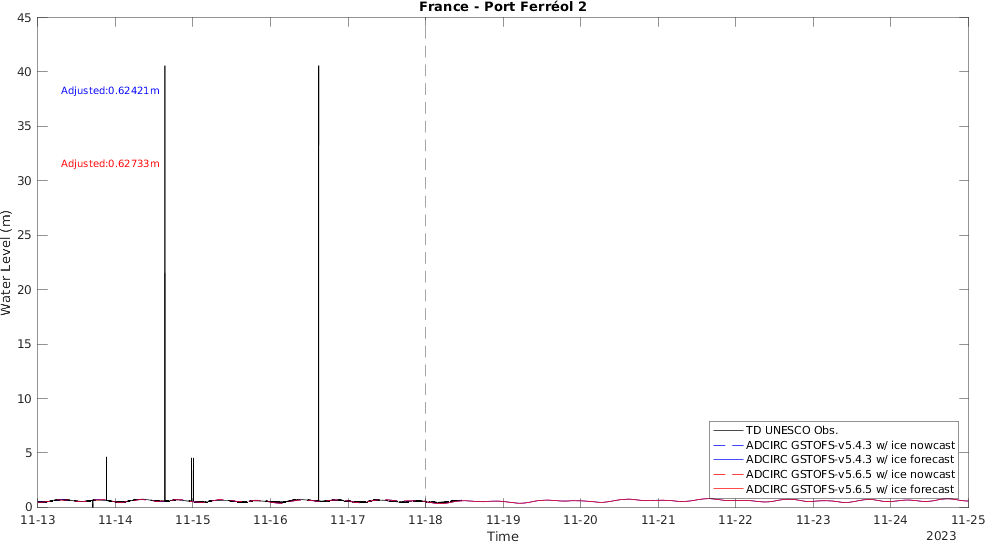 France - Port Ferréol 2
45
40
35
30
25
20
15
10
5
0
Water Level (m)
Adjusted:0.62421m
Adjusted:0.62733m
TD UNESCO Obs.
ADCIRC GSTOFS-v5.4.3 w/ ice nowcast
ADCIRC GSTOFS-v5.4.3 w/ ice forecast
ADCIRC GSTOFS-v5.6.5 w/ ice nowcast
ADCIRC GSTOFS-v5.6.5 w/ ice forecast
11-13 11-14 11-15 11-16 11-17 11-18 11-19 11-20 11-21 11-22 11-23 11-24 11-25
Time
2023